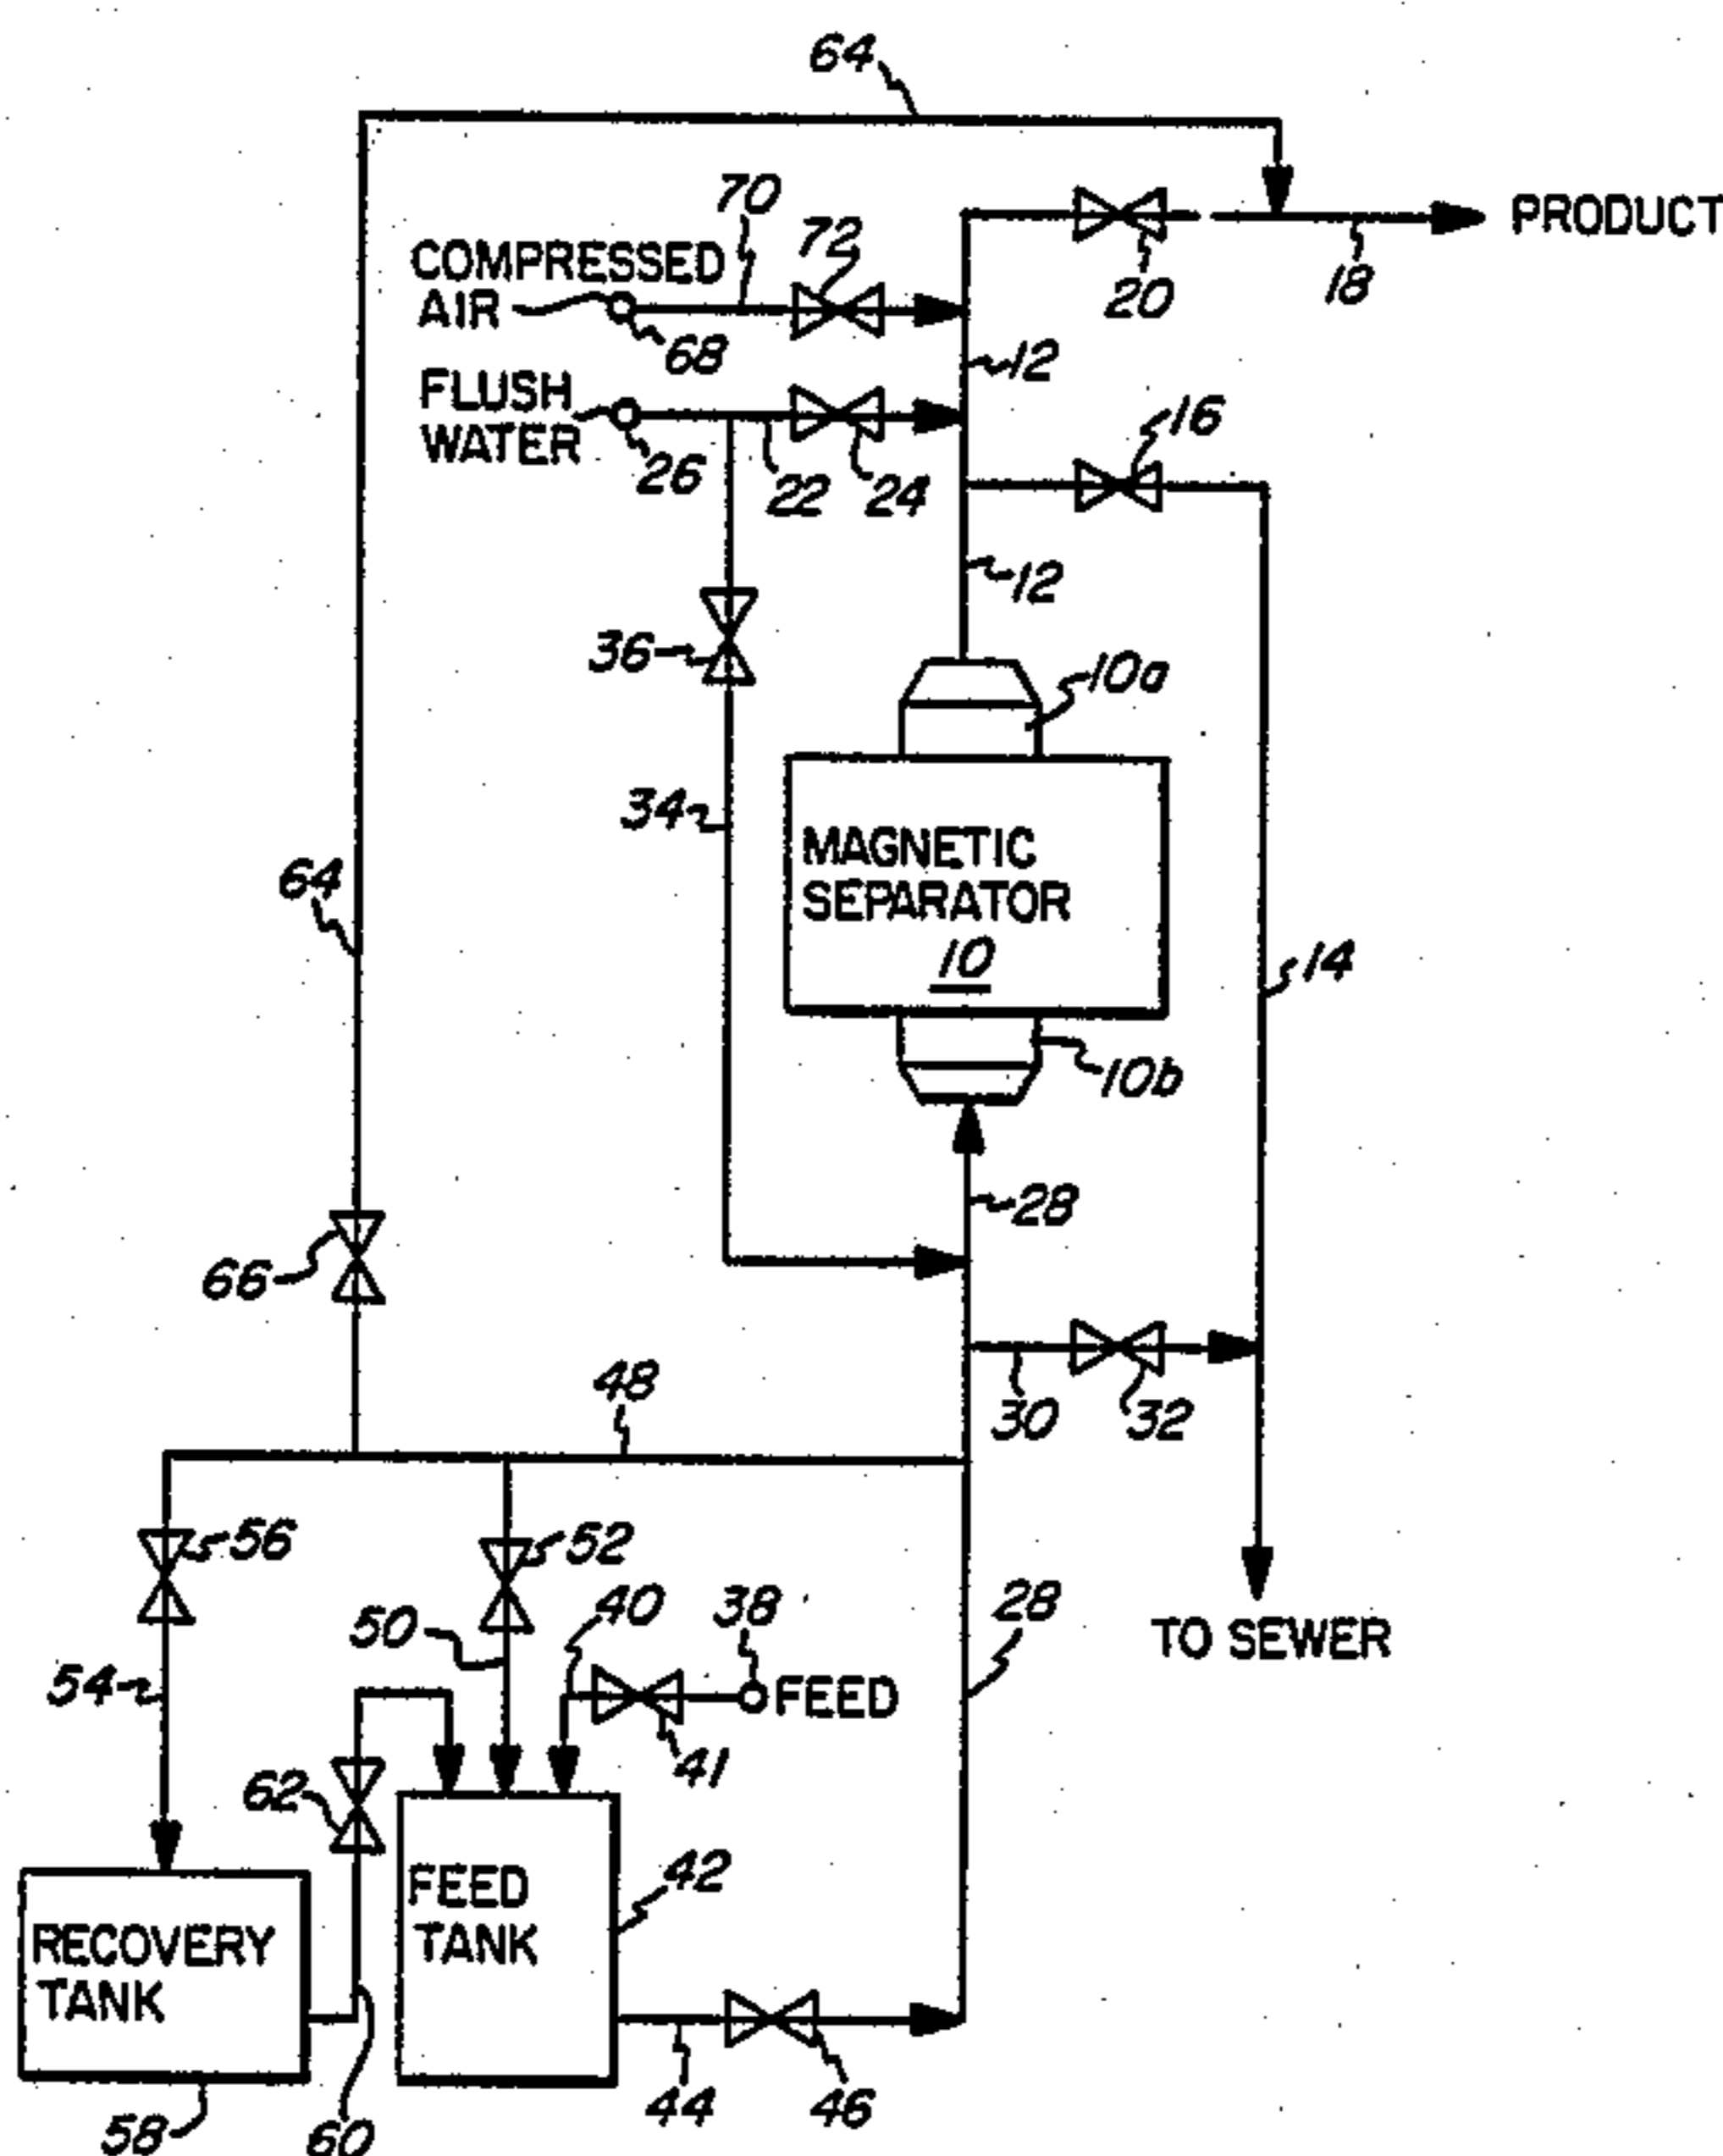 64
70
72
PRODUCT
COMPRESSED
AIR
20
18
68
12
FLUSH
WATER
16
26
22
24
12
36
10a
34
MAGNETIC
SEPARATOR
64
10
14
10b
28
66
48
30
32
56
52
40
38
28
50
TO SEWER
54
FEED
41
62
FEED
TANK
42
RECOVERY
TANK
44
46
58
60